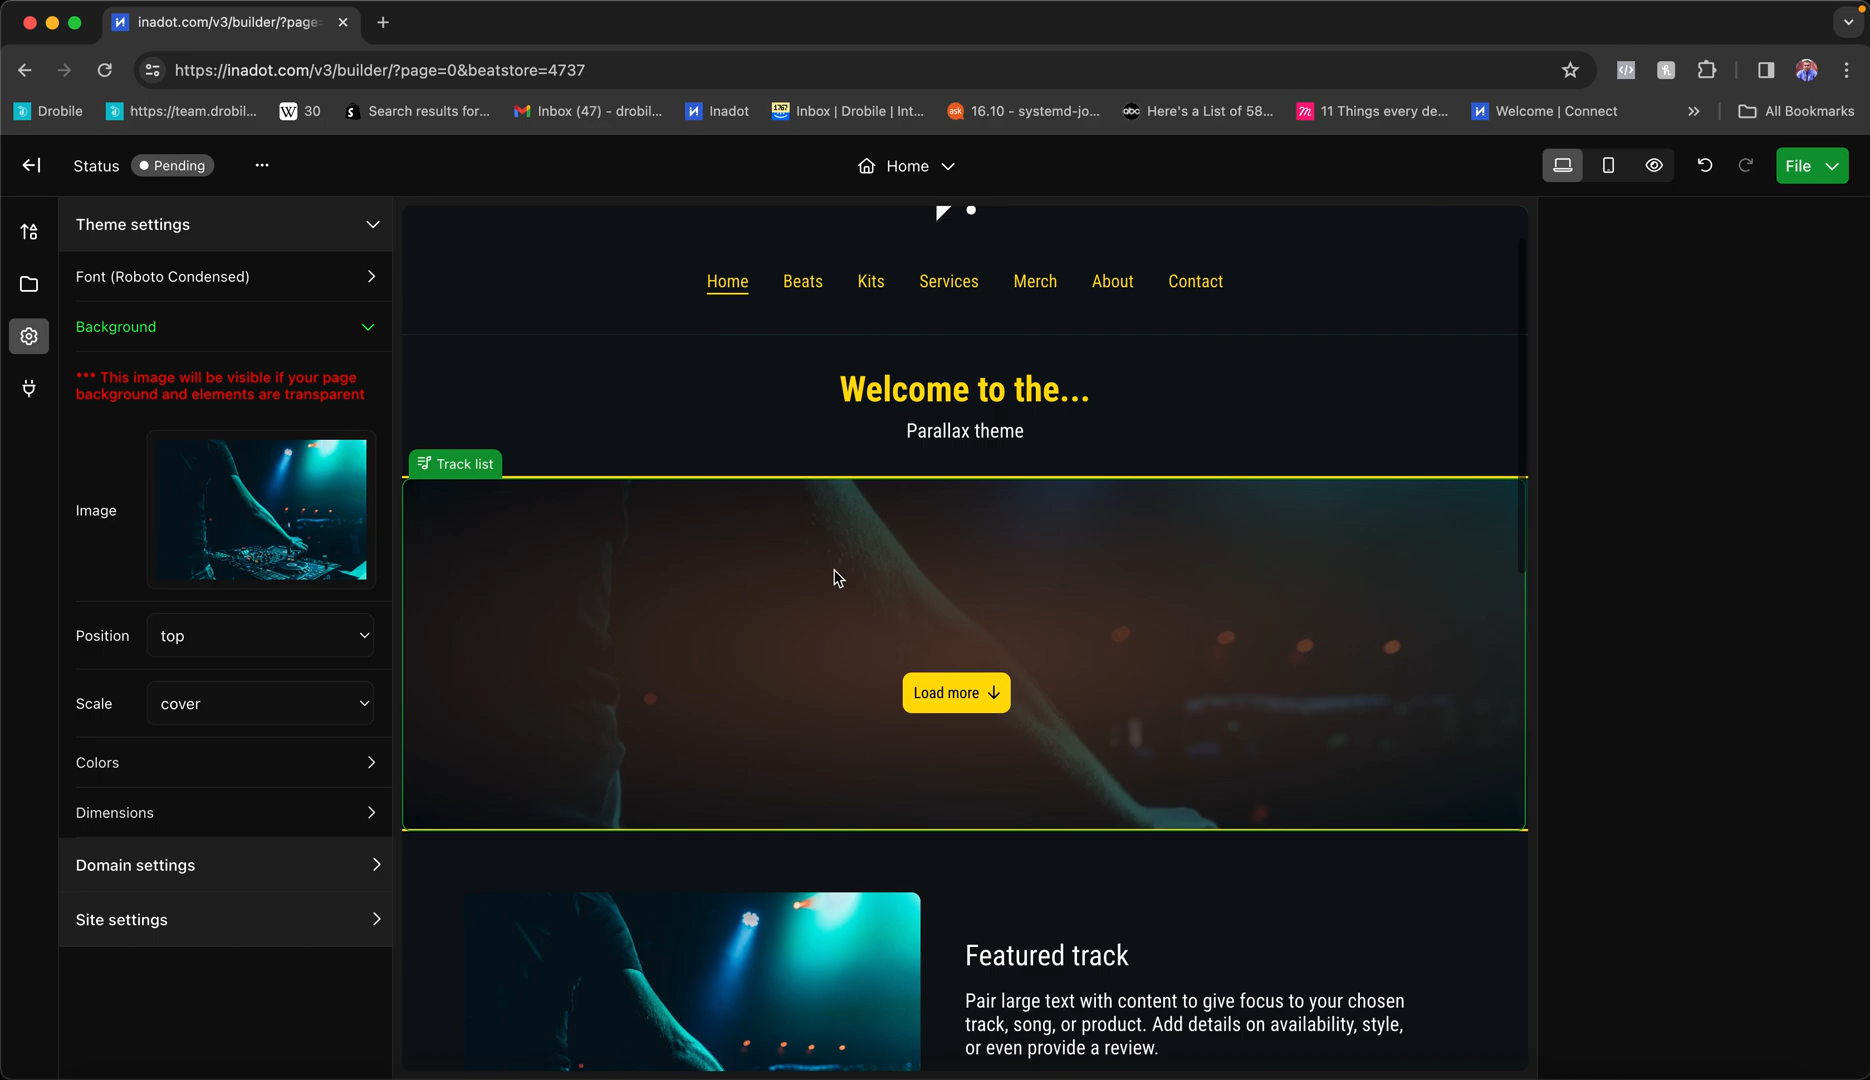 inadot.com/v3/builder/?page=
https://inadot.com/v3/builder/?page=0&beatstore=4737
Drobile
https://team.drobil...
W 30
Search results for...
Inbox (47) - drobil...
Inadot
1767 Inbox | Drobile | Int...
ask 16.10 - systemd-jo...
abc Here's a List of 58...
m 11 Things every de...
Welcome | Connect
All Bookmarks
Status
Pending
Home
File
Theme settings
Font (Roboto Condensed)
Background
*** This image will be visible if your page
background and elements are transparent
Image
Position
top
Scale
cover
Colors
Dimensions
Domain settings
Site settings
Home Beats Kits Services Merch About Contact
Welcome to the...
Parallax theme
Track list
Load more
Featured track
Pair large text with content to give focus to your chosen
track, song, or product. Add details on availability, style,
or even provide a review.